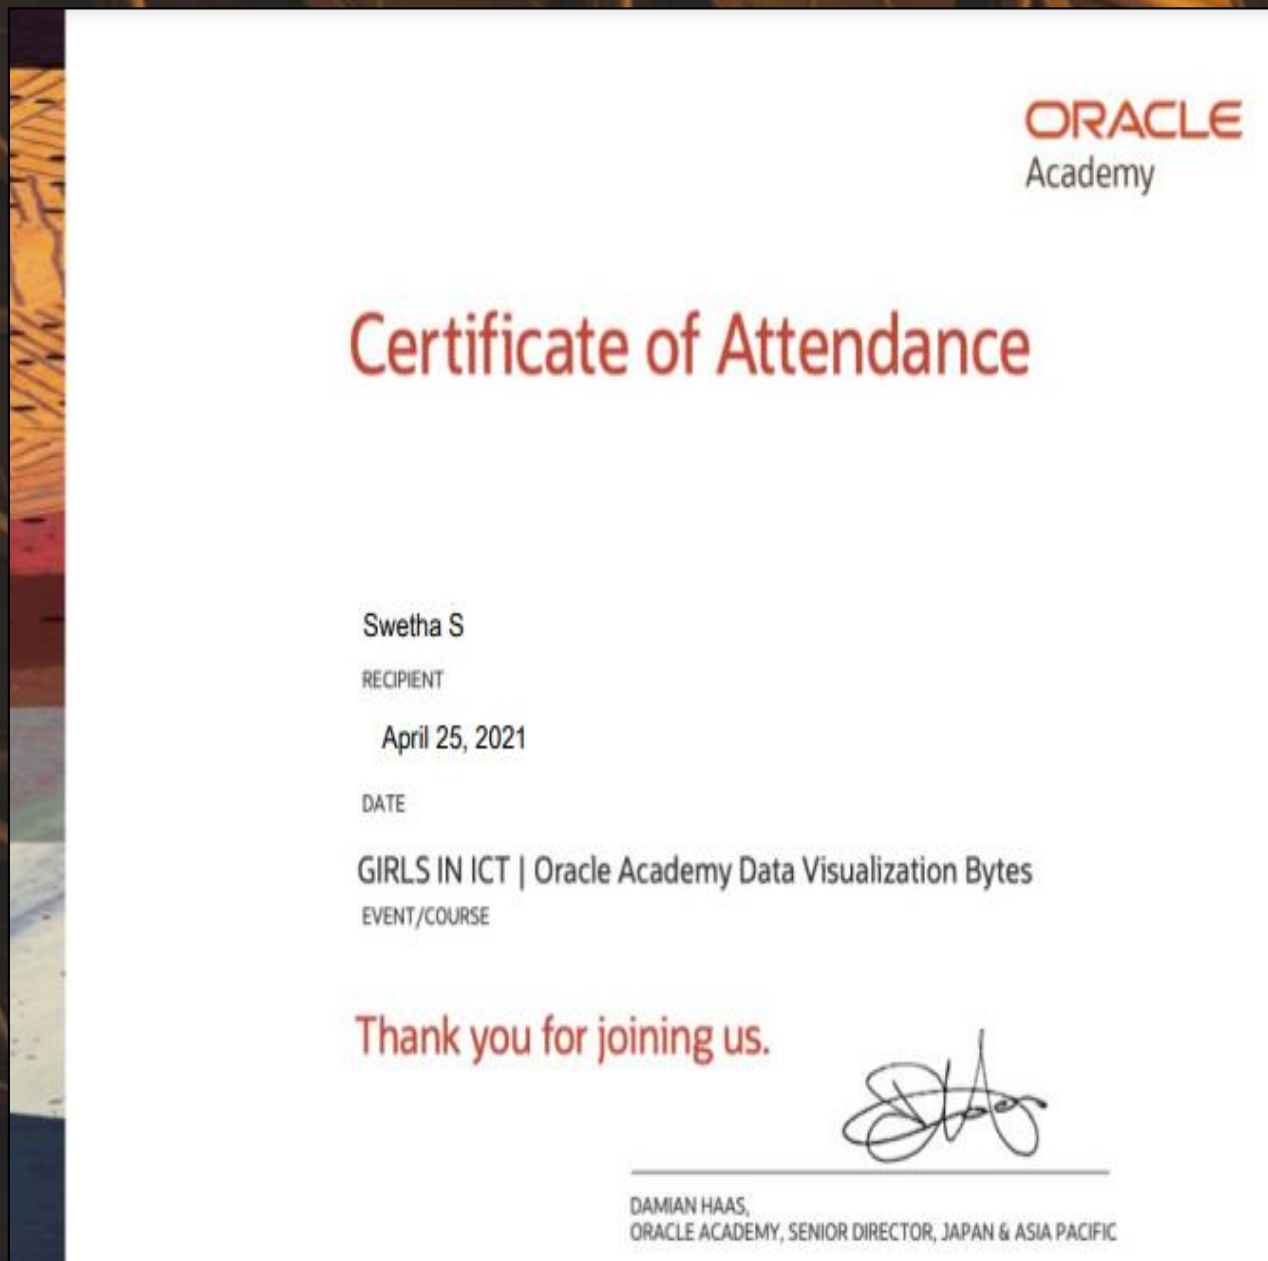 ORACLE
Academy
Certificate of Attendance
Swetha S
RECIPIENT
April 25, 2021
DATE
GIRLS IN ICT | Oracle Academy Data Visualization Bytes
EVENT/COURSE
Thank you for joining us.
DAMIAN HAAS,
ORACLE ACADEMY, SENIOR DIRECTOR, JAPAN & ASIA PACIFIC